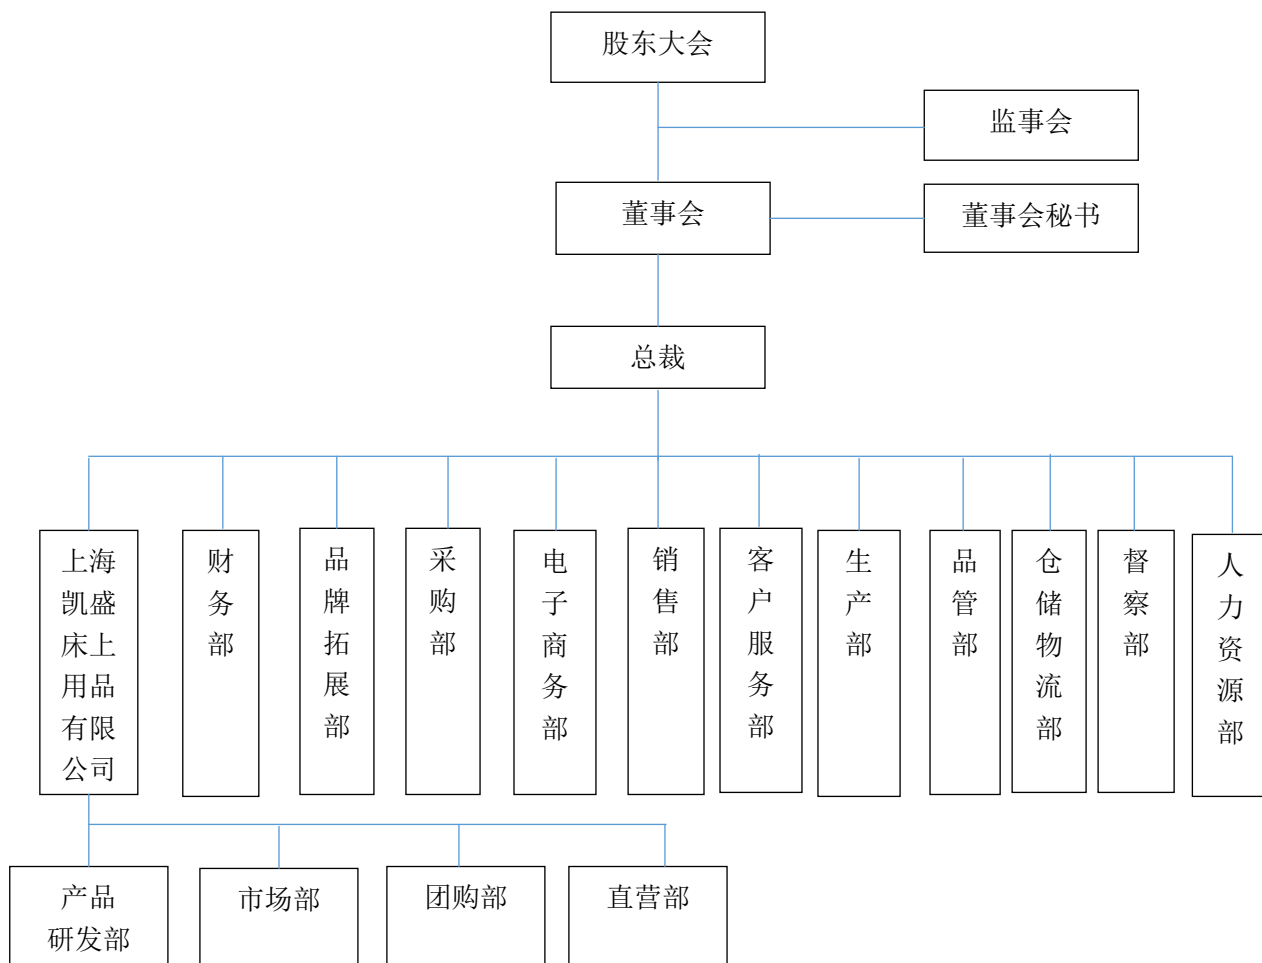 股东大会
监事会
董事会
董事会秘书
总裁
上海
凯盛
床上
用品
有限
公司
财务部
品牌拓展部
采购部
电子商务部
销售部
客户服务部
生产部
品管部
仓储物流部
督察部
人力资源部
产品
研发部
市场部
团购部
直营部